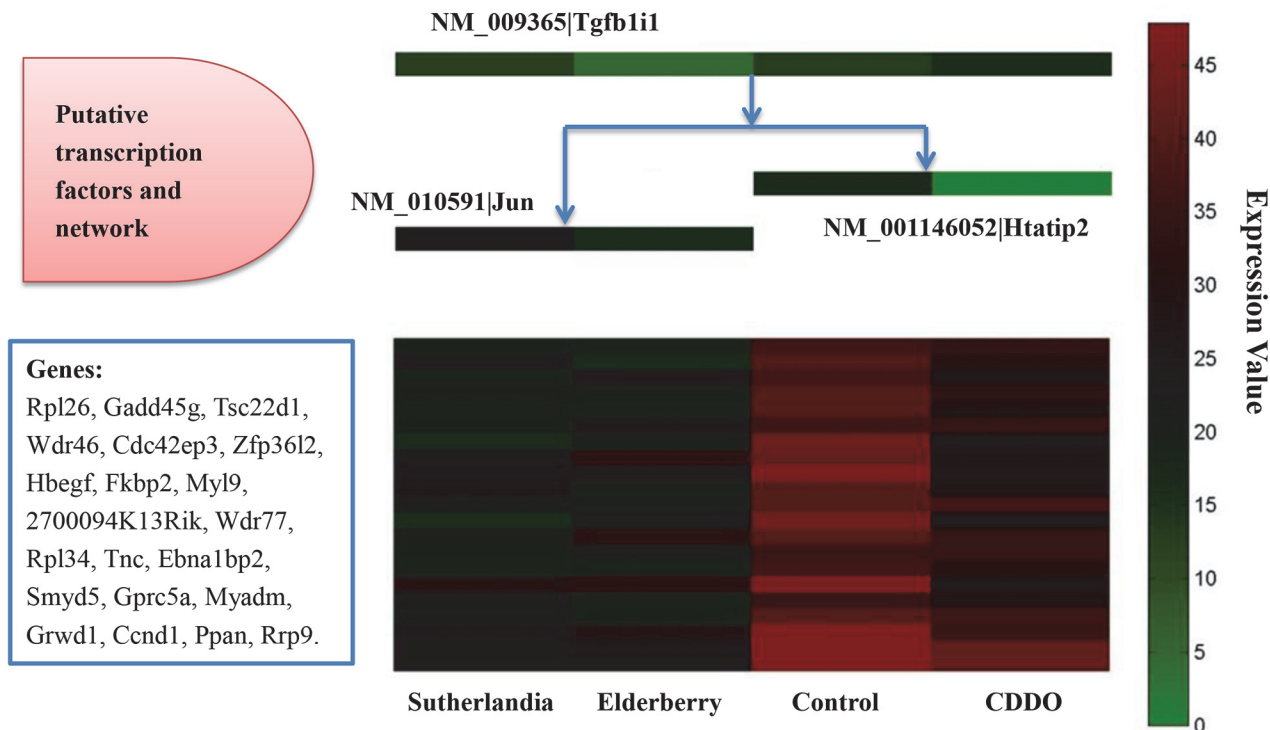 NM_009365|Tgfb1i1
Putative
transcription
factors and
network
NM_010591|Jun
NM_001146052|Htatip2
Genes:
Rpl26, Gadd45g, Tsc22d1,
Wdr46, Cdc42ep3, Zfp36l2,
Hbegf, Fkbp2, Myl9,
2700094K13Rik, Wdr77,
Rpl34, Tnc, Ebna1bp2,
Smyd5, Gprc5a, Myadm,
Grwd1, Ccnd1, Ppan, Rrp9.
Sutherlandia
Elderberry
Control
CDDO
45
40
35
30
25
20
15
10
5
0
Expression Value